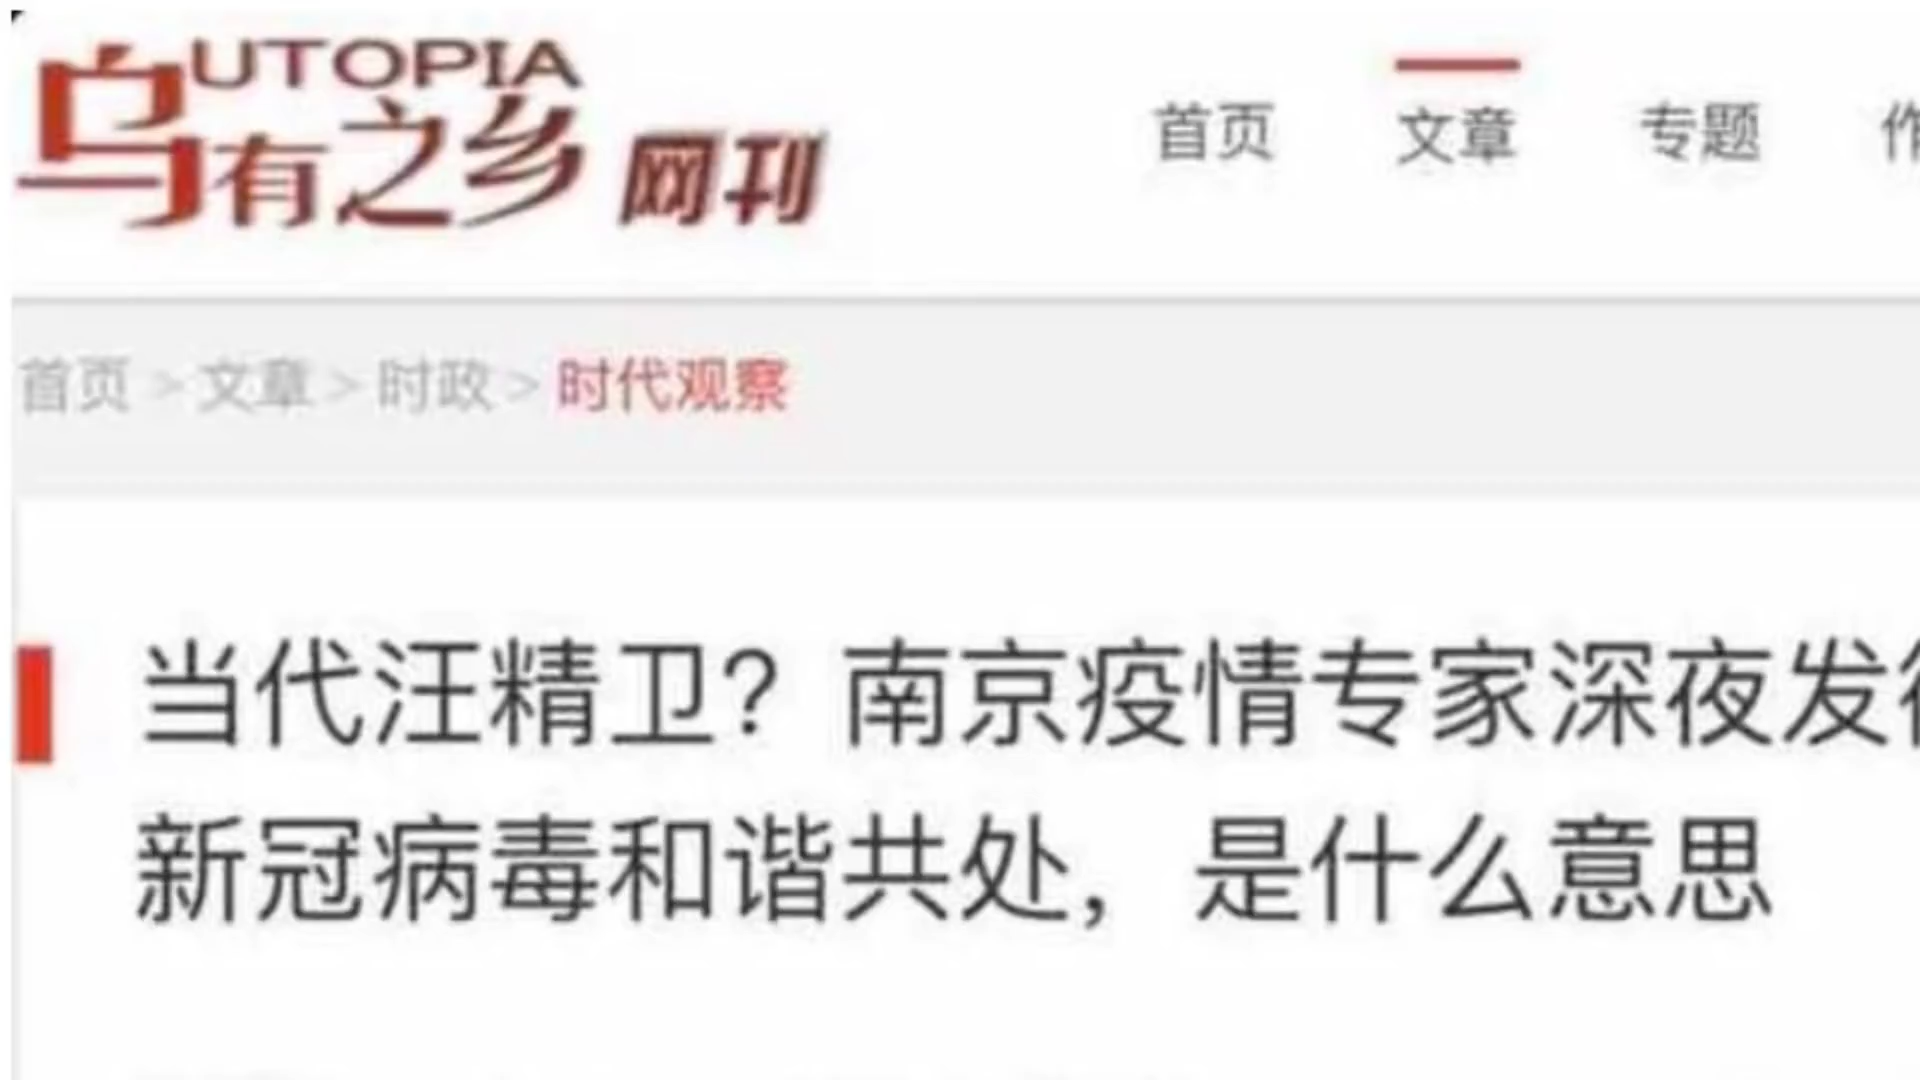 UTOPIA
乌有之乡 网刊
首页 文章 专题 作
首页 > 文章 > 时政 > 时代观察
当代汪精卫？南京疫情专家深夜发
新冠病毒和谐共处，是什么意思